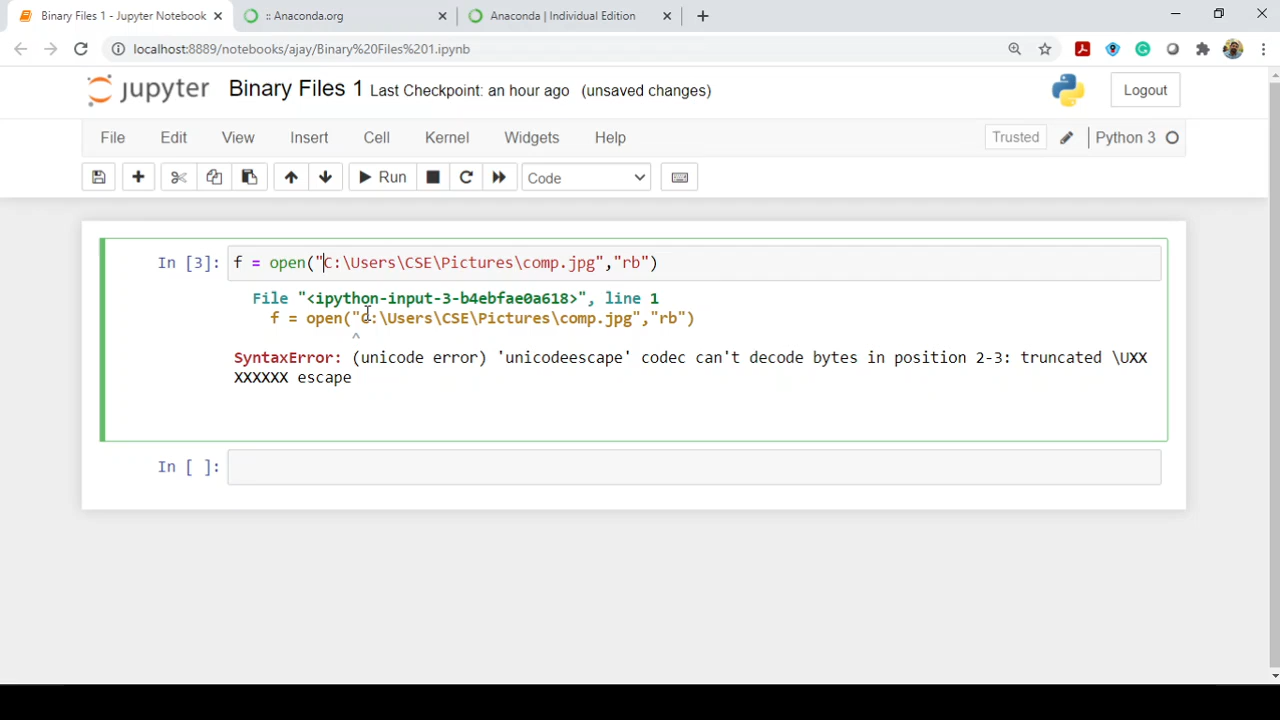 Binary Files 1 - Jupyter Notebook
:: Anaconda.org
Anaconda | Individual Edition
localhost:8889/notebooks/ajay/Binary%20Files%201.ipynb
jupyter Binary Files 1 Last Checkpoint: an hour ago (unsaved changes)
Logout
File Edit View Insert Cell Kernel Widgets Help
Trusted
Python 3
Run
Code
In [3]: f = open("C:\Users\CSE\Pictures\comp.jpg","rb")
File "<ipython-input-3-b4ebfae0a618>", line 1
f = open("C:\Users\CSE\Pictures\comp.jpg","rb")
^
SyntaxError: (unicode error) 'unicodeescape' codec can't decode bytes in position 2-3: truncated \UXX
XXXXXX escape
In [ ]: